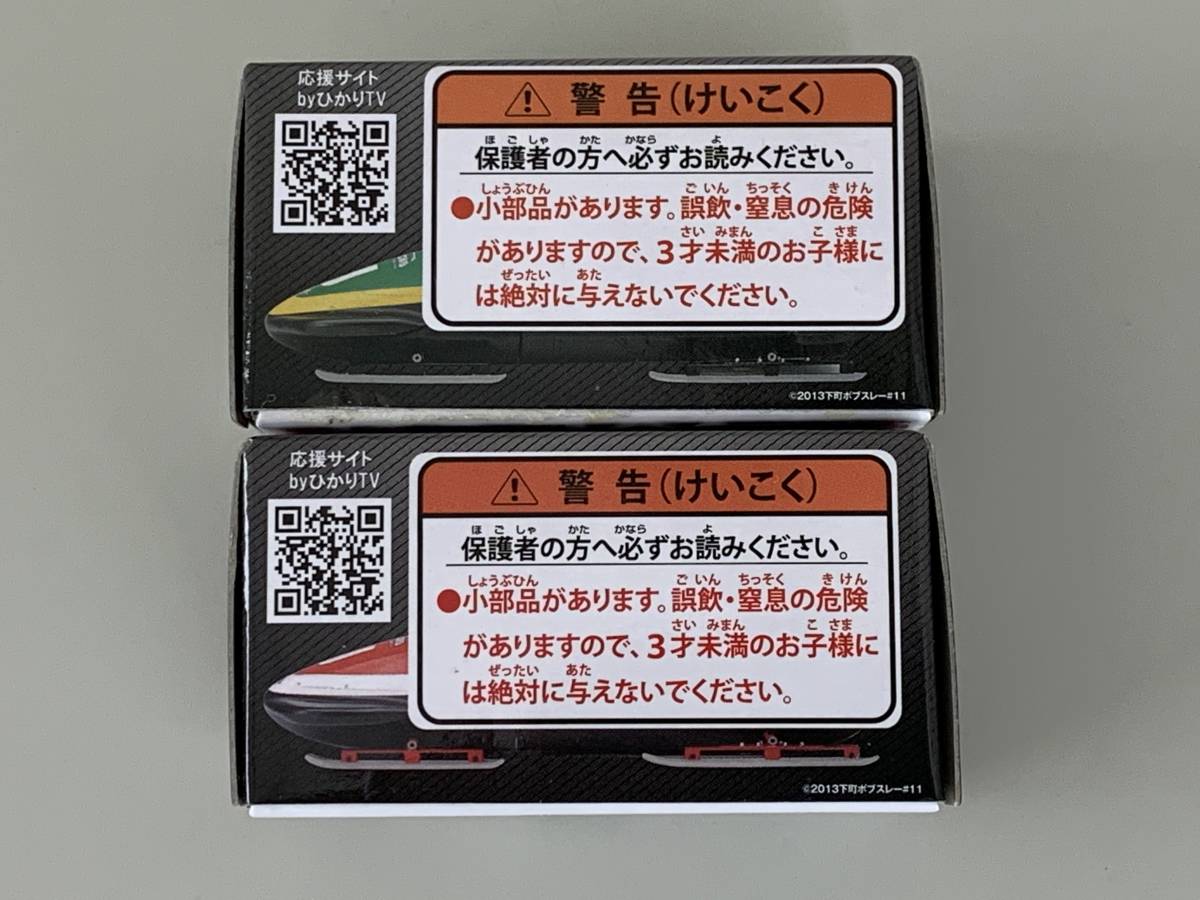 応援サイト
byひかりTV
警告(けいこく)
ほごしゃ かた かなら よ
保護者の方へ必ずお読みください。
しょうぶひん ごいん ちっそく きけん
●小部品があります。誤飲・窒息の危険
さい みまん こ さま
がありますので、3才未満のお子様に
ぜったい あた
は絶対に与えないでください。
©2013下町ボブスレー#11
応援サイト
byひかりTV
警告(けいこく)
ほごしゃ かた かなら よ
保護者の方へ必ずお読みください。
しょうぶひん ごいん ちっそく きけん
●小部品があります。誤飲・窒息の危険
さい みまん こ さま
がありますので、3才未満のお子様に
ぜったい あた
は絶対に与えないでください。
©2013下町ボブスレー#11